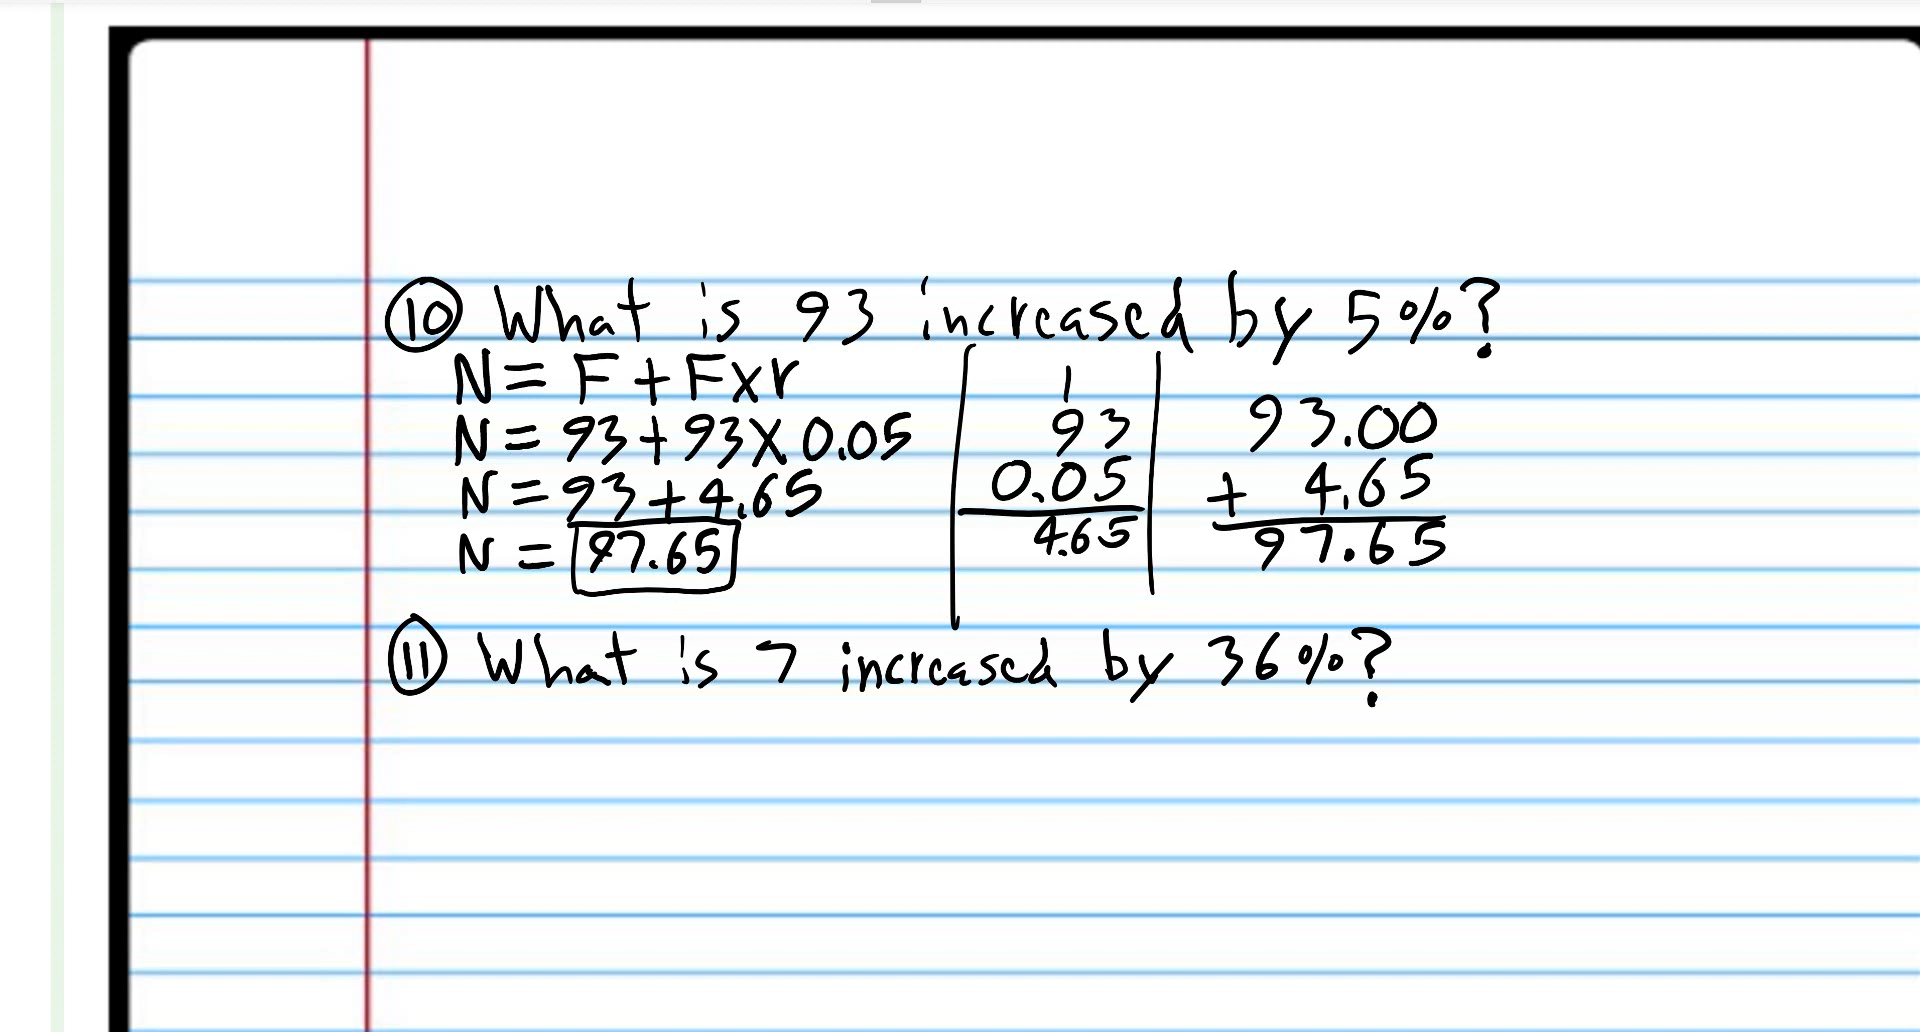 ⑩ What is 93 increased by 5%?
N = F + F x r
N = 93 + 93 X 0.05
N = 93 + 4.65
N = 97.65
1
93
0.05
4.65
93.00
+ 4.65
97.65
⑪ What is 7 increased by 36%?